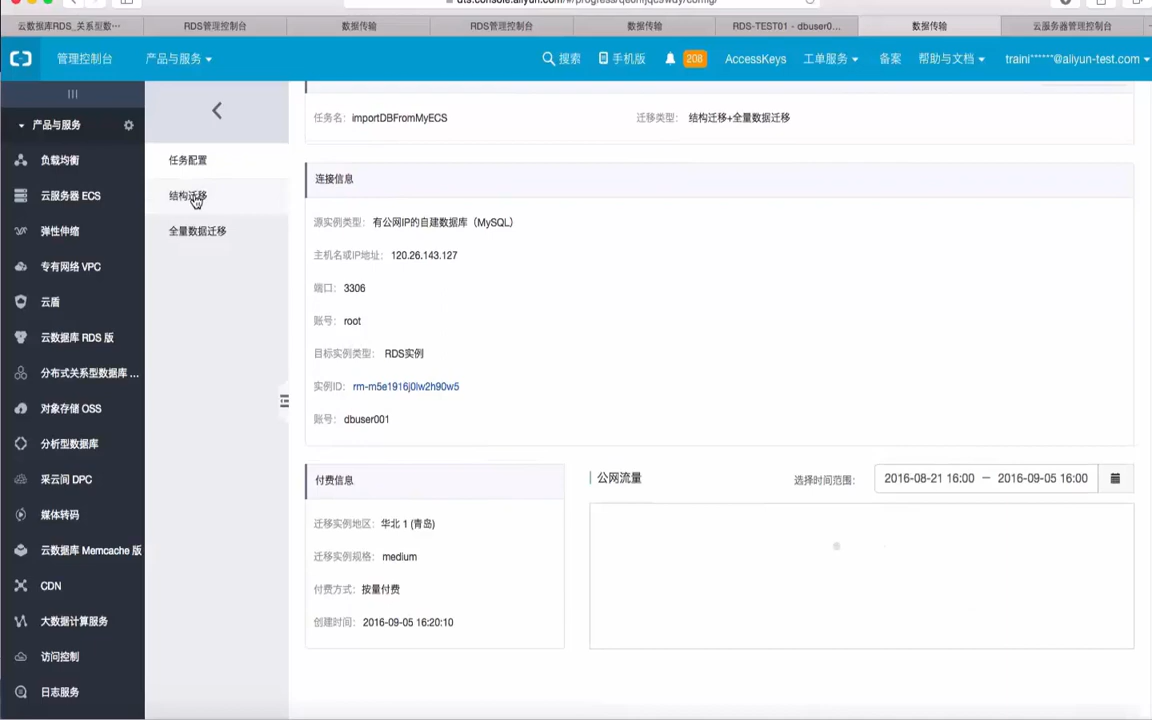 云数据库RDS_关系型数… RDS管理控制台 数据传输 RDS管理控制台 数据传输 RDS-TEST01 - dbuser0… 数据传输 云服务器管理控制台
管理控制台 产品与服务 搜索 手机版 208 AccessKeys 工单服务 备案 帮助与文档 traini******@aliyun-test.com
产品与服务
负载均衡
云服务器 ECS
弹性伸缩
专有网络 VPC
云盾
云数据库 RDS 版
分布式关系型数据库 ...
对象存储 OSS
分析型数据库
采云间 DPC
媒体转码
云数据库 Memcache 版
CDN
大数据计算服务
访问控制
日志服务
任务配置
结构迁移
全量数据迁移
任务名: importDBFromMyECS 迁移类型: 结构迁移+全量数据迁移
连接信息
源实例类型: 有公网IP的自建数据库（MySQL）
主机名或IP地址: 120.26.143.127
端口: 3306
账号: root
目标实例类型: RDS实例
实例ID: rm-m5e1916j0lw2h90w5
账号: dbuser001
付费信息
迁移实例地区: 华北 1 (青岛)
迁移实例规格: medium
付费方式: 按量付费
创建时间: 2016-09-05 16:20:10
公网流量 选择时间范围: 2016-08-21 16:00 – 2016-09-05 16:00